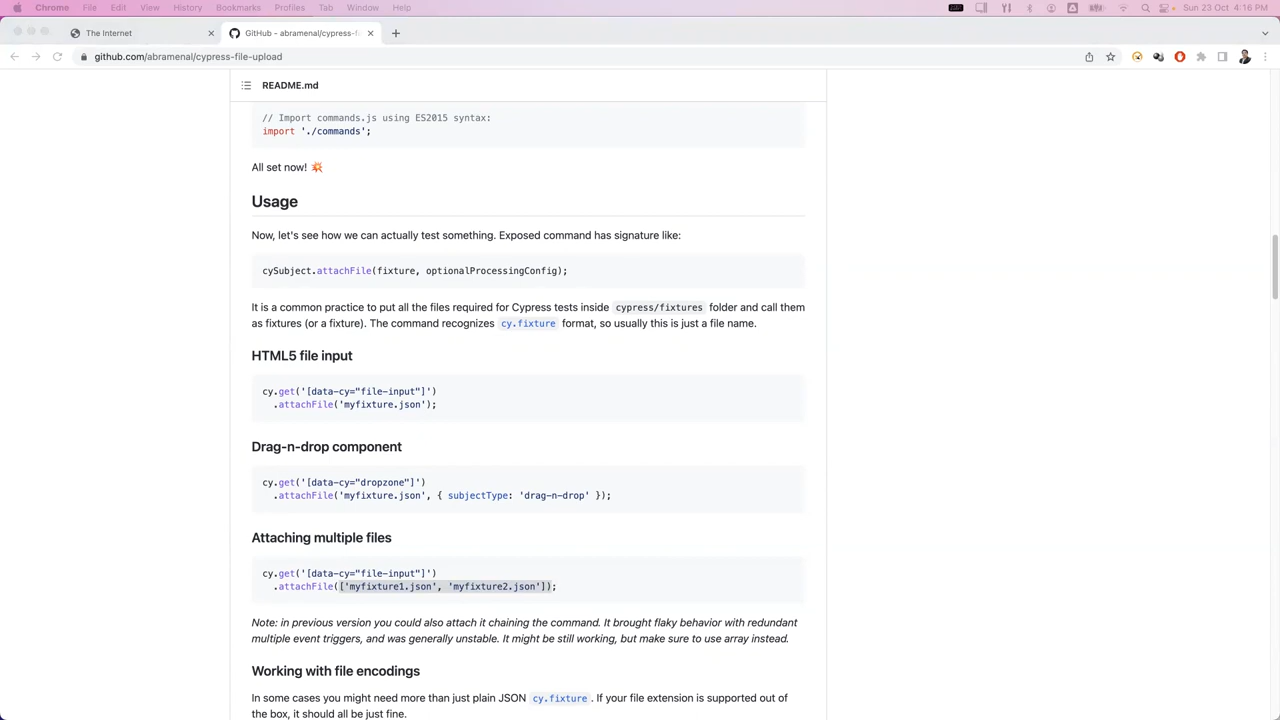 Chrome File Edit View History Bookmarks Profiles Tab Window Help Sun 23 Oct 4:16 PM
The Internet GitHub - abramenal/cypress-fi
github.com/abramenal/cypress-file-upload
README.md
// Import commands.js using ES2015 syntax:
import './commands';
All set now! 💥
Usage
Now, let's see how we can actually test something. Exposed command has signature like:
cySubject.attachFile(fixture, optionalProcessingConfig);
It is a common practice to put all the files required for Cypress tests inside cypress/fixtures folder and call them
as fixtures (or a fixture). The command recognizes cy.fixture format, so usually this is just a file name.
HTML5 file input
cy.get('[data-cy="file-input"]')
.attachFile('myfixture.json');
Drag-n-drop component
cy.get('[data-cy="dropzone"]')
.attachFile('myfixture.json', { subjectType: 'drag-n-drop' });
Attaching multiple files
cy.get('[data-cy="file-input"]')
.attachFile(['myfixture1.json', 'myfixture2.json']);
Note: in previous version you could also attach it chaining the command. It brought flaky behavior with redundant
multiple event triggers, and was generally unstable. It might be still working, but make sure to use array instead.
Working with file encodings
In some cases you might need more than just plain JSON cy.fixture. If your file extension is supported out of
the box, it should all be just fine.